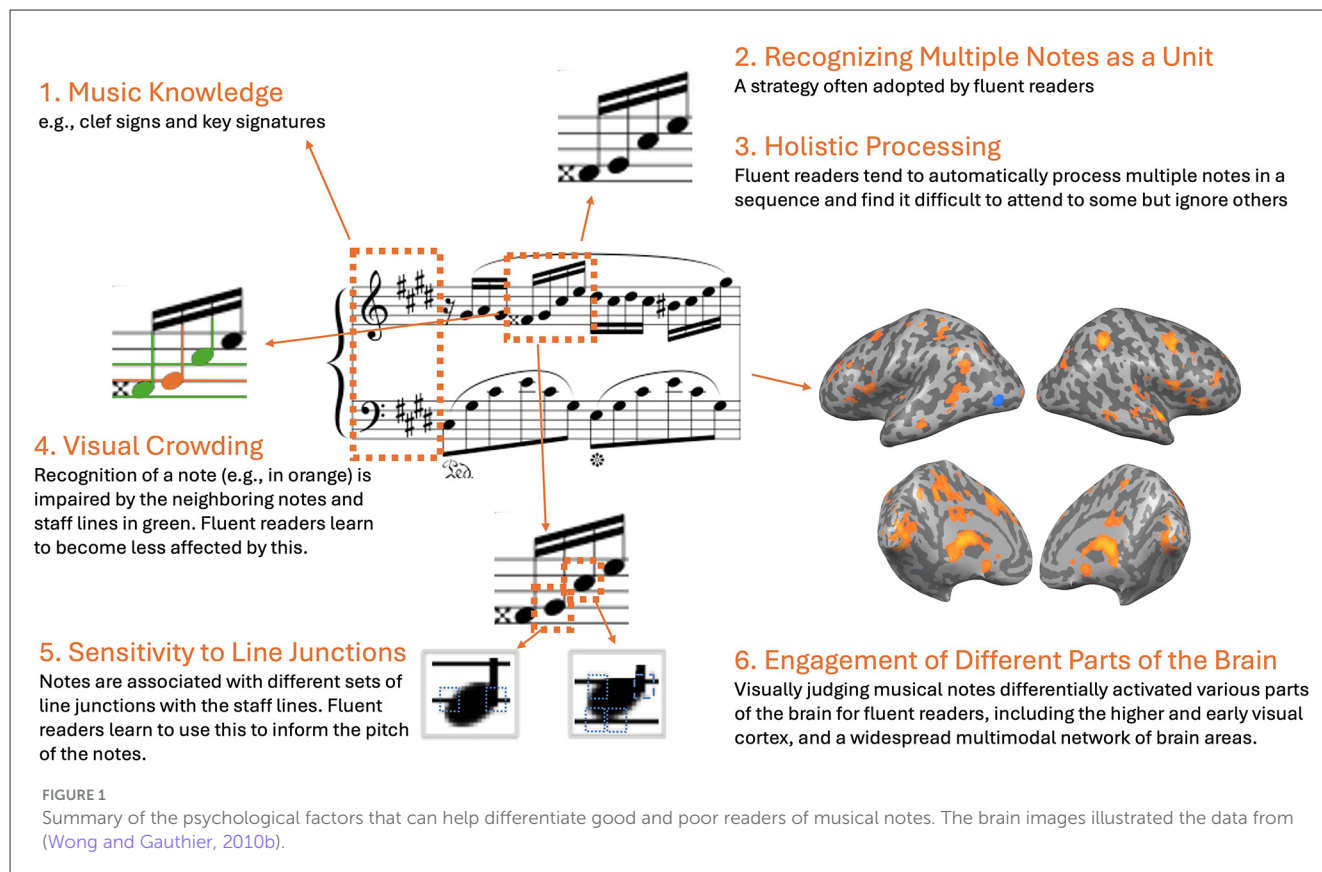 1. Music Knowledge
e.g., clef signs and key signatures
2. Recognizing Multiple Notes as a Unit
A strategy often adopted by fluent readers
3. Holistic Processing
Fluent readers tend to automatically process multiple notes in a
sequence and find it difficult to attend to some but ignore others
4. Visual Crowding
Recognition of a note (e.g., in orange) is
impaired by the neighboring notes and
staff lines in green. Fluent readers learn
to become less affected by this.
Ped.
5. Sensitivity to Line Junctions
Notes are associated with different sets of
line junctions with the staff lines. Fluent
readers learn to use this to inform the pitch
of the notes.
6. Engagement of Different Parts of the Brain
Visually judging musical notes differentially activated various parts
of the brain for fluent readers, including the higher and early visual
cortex, and a widespread multimodal network of brain areas.
FIGURE 1
Summary of the psychological factors that can help differentiate good and poor readers of musical notes. The brain images illustrated the data from
(Wong and Gauthier, 2010b).